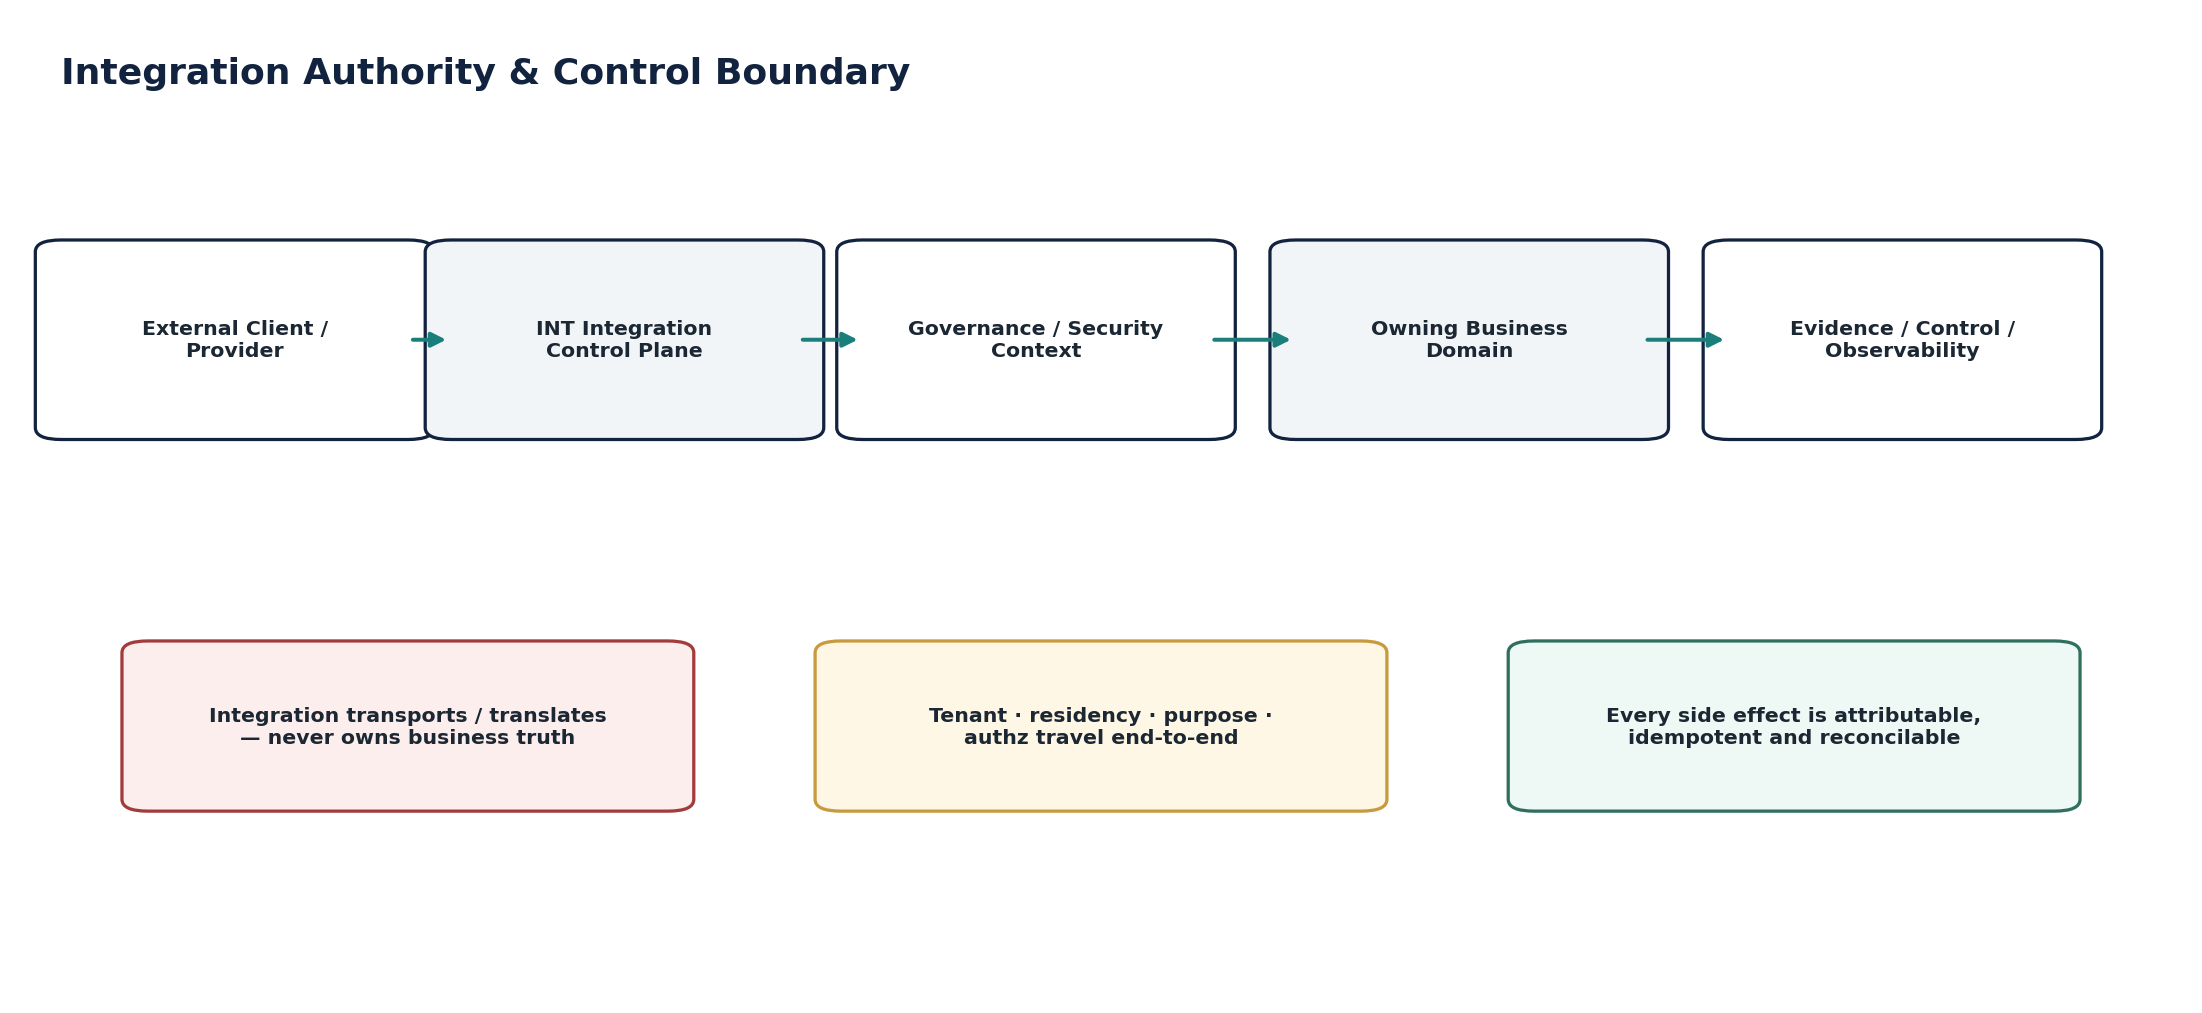 Integration Authority & Control Boundary
External Client /
Provider
INT Integration
Control Plane
Governance / Security
Context
Owning Business
Domain
Evidence / Control /
Observability
Integration transports / translates
— never owns business truth
Tenant · residency · purpose ·
authz travel end-to-end
Every side effect is attributable,
idempotent and reconcilable